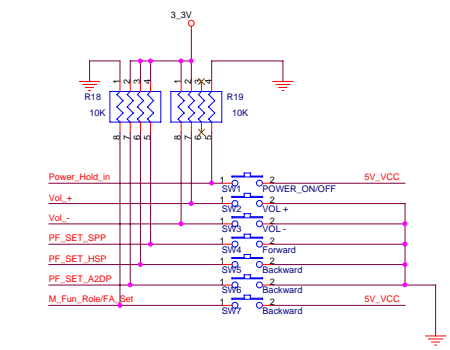 3_3V
1 2 3 4 1 2 3 4
R18 R19
10K 10K
8 7 6 5 8 7 6 5
Power_Hold_in 1 2 5V_VCC
SW1 POWER_ON/OFF
Vol_+ 1 2
SW2 VOL +
Vol_- 1 2
SW3 VOL -
PF_SET_SPP 1 2
SW4 Forward
PF_SET_HSP 1 2
SW5 Backward
PF_SET_A2DP 1 2
SW6 Backward
M_Fun_Role/FA_Set 1 2 5V_VCC
SW7 Backward